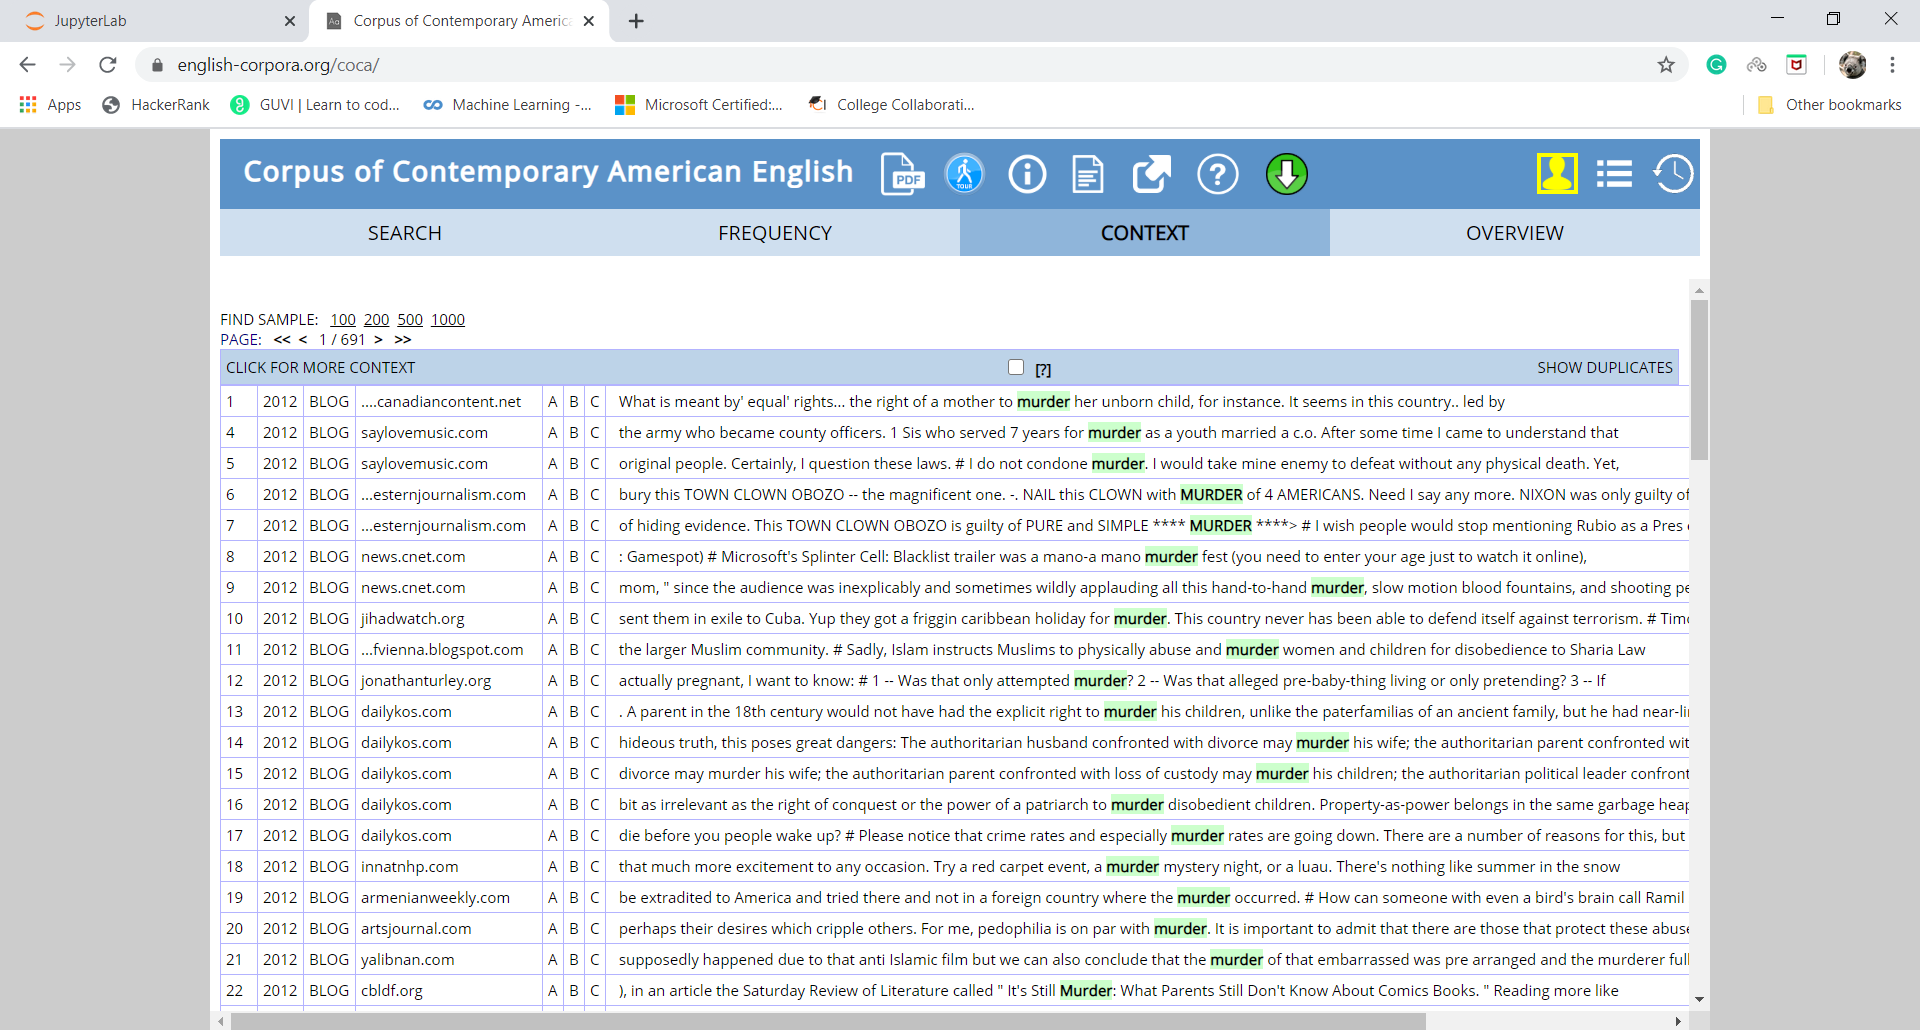 JupyterLab
Corpus of Contemporary Americ
english-corpora.org/coca/
Apps HackerRank GUVI | Learn to cod... Machine Learning -... Microsoft Certified:... College Collaborati... Other bookmarks
Corpus of Contemporary American English PDF TOUR
SEARCH FREQUENCY CONTEXT OVERVIEW
FIND SAMPLE: 100 200 500 1000
PAGE: << < 1 / 691 > >>
CLICK FOR MORE CONTEXT [?] SHOW DUPLICATES
1 2012 BLOG ....canadiancontent.net A B C What is meant by' equal' rights... the right of a mother to murder her unborn child, for instance. It seems in this country.. led by
4 2012 BLOG saylovemusic.com A B C the army who became county officers. 1 Sis who served 7 years for murder as a youth married a c.o. After some time I came to understand that
5 2012 BLOG saylovemusic.com A B C original people. Certainly, I question these laws. # I do not condone murder. I would take mine enemy to defeat without any physical death. Yet,
6 2012 BLOG ...esternjournalism.com A B C bury this TOWN CLOWN OBOZO -- the magnificent one. -. NAIL this CLOWN with MURDER of 4 AMERICANS. Need I say any more. NIXON was only guilty of
7 2012 BLOG ...esternjournalism.com A B C of hiding evidence. This TOWN CLOWN OBOZO is guilty of PURE and SIMPLE **** MURDER ****> # I wish people would stop mentioning Rubio as a Pres
8 2012 BLOG news.cnet.com A B C : Gamespot) # Microsoft's Splinter Cell: Blacklist trailer was a mano-a mano murder fest (you need to enter your age just to watch it online),
9 2012 BLOG news.cnet.com A B C mom, " since the audience was inexplicably and sometimes wildly applauding all this hand-to-hand murder, slow motion blood fountains, and shooting pe
10 2012 BLOG jihadwatch.org A B C sent them in exile to Cuba. Yup they got a friggin caribbean holiday for murder. This country never has been able to defend itself against terrorism. # Tim
11 2012 BLOG ...fvienna.blogspot.com A B C the larger Muslim community. # Sadly, Islam instructs Muslims to physically abuse and murder women and children for disobedience to Sharia Law
12 2012 BLOG jonathanturley.org A B C actually pregnant, I want to know: # 1 -- Was that only attempted murder? 2 -- Was that alleged pre-baby-thing living or only pretending? 3 -- If
13 2012 BLOG dailykos.com A B C . A parent in the 18th century would not have had the explicit right to murder his children, unlike the paterfamilias of an ancient family, but he had near-li
14 2012 BLOG dailykos.com A B C hideous truth, this poses great dangers: The authoritarian husband confronted with divorce may murder his wife; the authoritarian parent confronted wit
15 2012 BLOG dailykos.com A B C divorce may murder his wife; the authoritarian parent confronted with loss of custody may murder his children; the authoritarian political leader confront
16 2012 BLOG dailykos.com A B C bit as irrelevant as the right of conquest or the power of a patriarch to murder disobedient children. Property-as-power belongs in the same garbage heap
17 2012 BLOG dailykos.com A B C die before you people wake up? # Please notice that crime rates and especially murder rates are going down. There are a number of reasons for this, but
18 2012 BLOG innatnhp.com A B C that much more excitement to any occasion. Try a red carpet event, a murder mystery night, or a luau. There's nothing like summer in the snow
19 2012 BLOG armenianweekly.com A B C be extradited to America and tried there and not in a foreign country where the murder occurred. # How can someone with even a bird's brain call Ramil
20 2012 BLOG artsjournal.com A B C perhaps their desires which cripple others. For me, pedophilia is on par with murder. It is important to admit that there are those that protect these abuse
21 2012 BLOG yalibnan.com A B C supposedly happened due to that anti Islamic film but we can also conclude that the murder of that embarrassed was pre arranged and the murderer full
22 2012 BLOG cbldf.org A B C ), in an article the Saturday Review of Literature called " It's Still Murder: What Parents Still Don't Know About Comics Books. " Reading more like